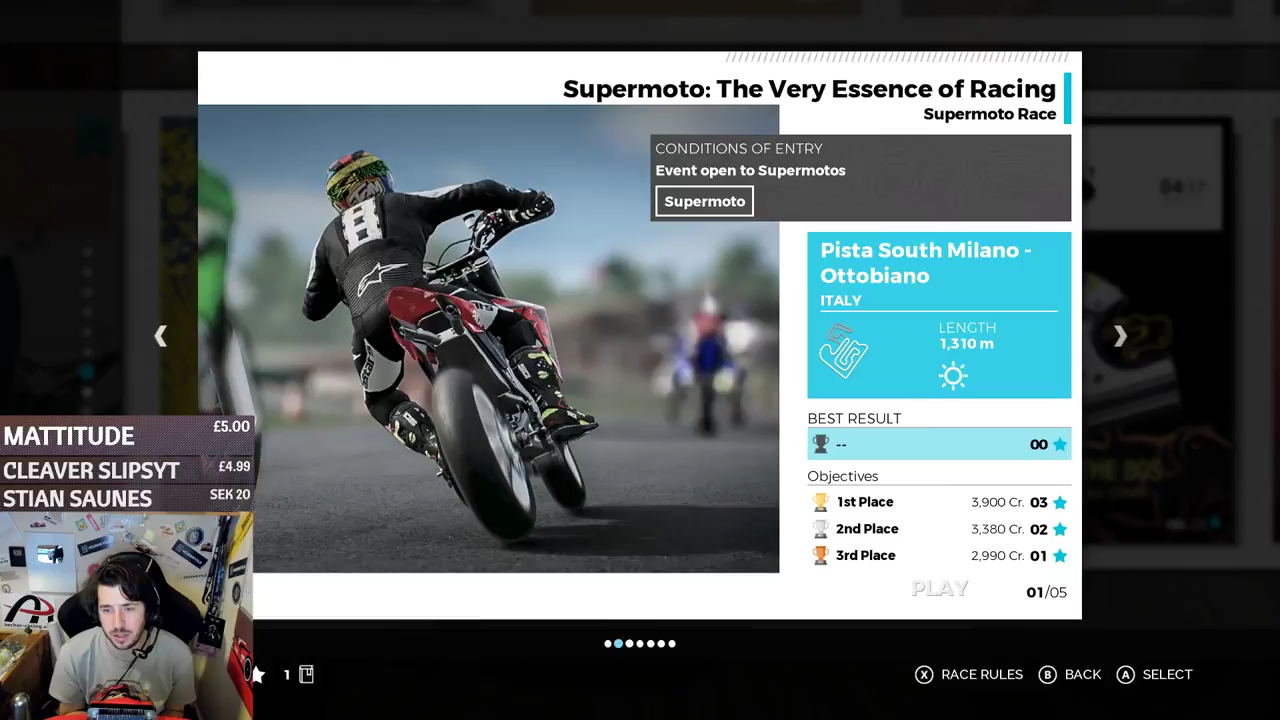 Supermoto: The Very Essence of Racing
Supermoto Race
CONDITIONS OF ENTRY
Event open to Supermotos
Supermoto
Pista South Milano -
Ottobiano
ITALY
LENGTH
1,310 m
BEST RESULT
-- 00
Objectives
1st Place 3,900 Cr. 03
2nd Place 3,380 Cr. 02
3rd Place 2,990 Cr. 01
PLAY 01/05
8
alpinestars
MATTITUDE £5.00
CLEAVER SLIPSYT £4.99
STIAN SAUNES SEK 20
1
X RACE RULES B BACK A SELECT